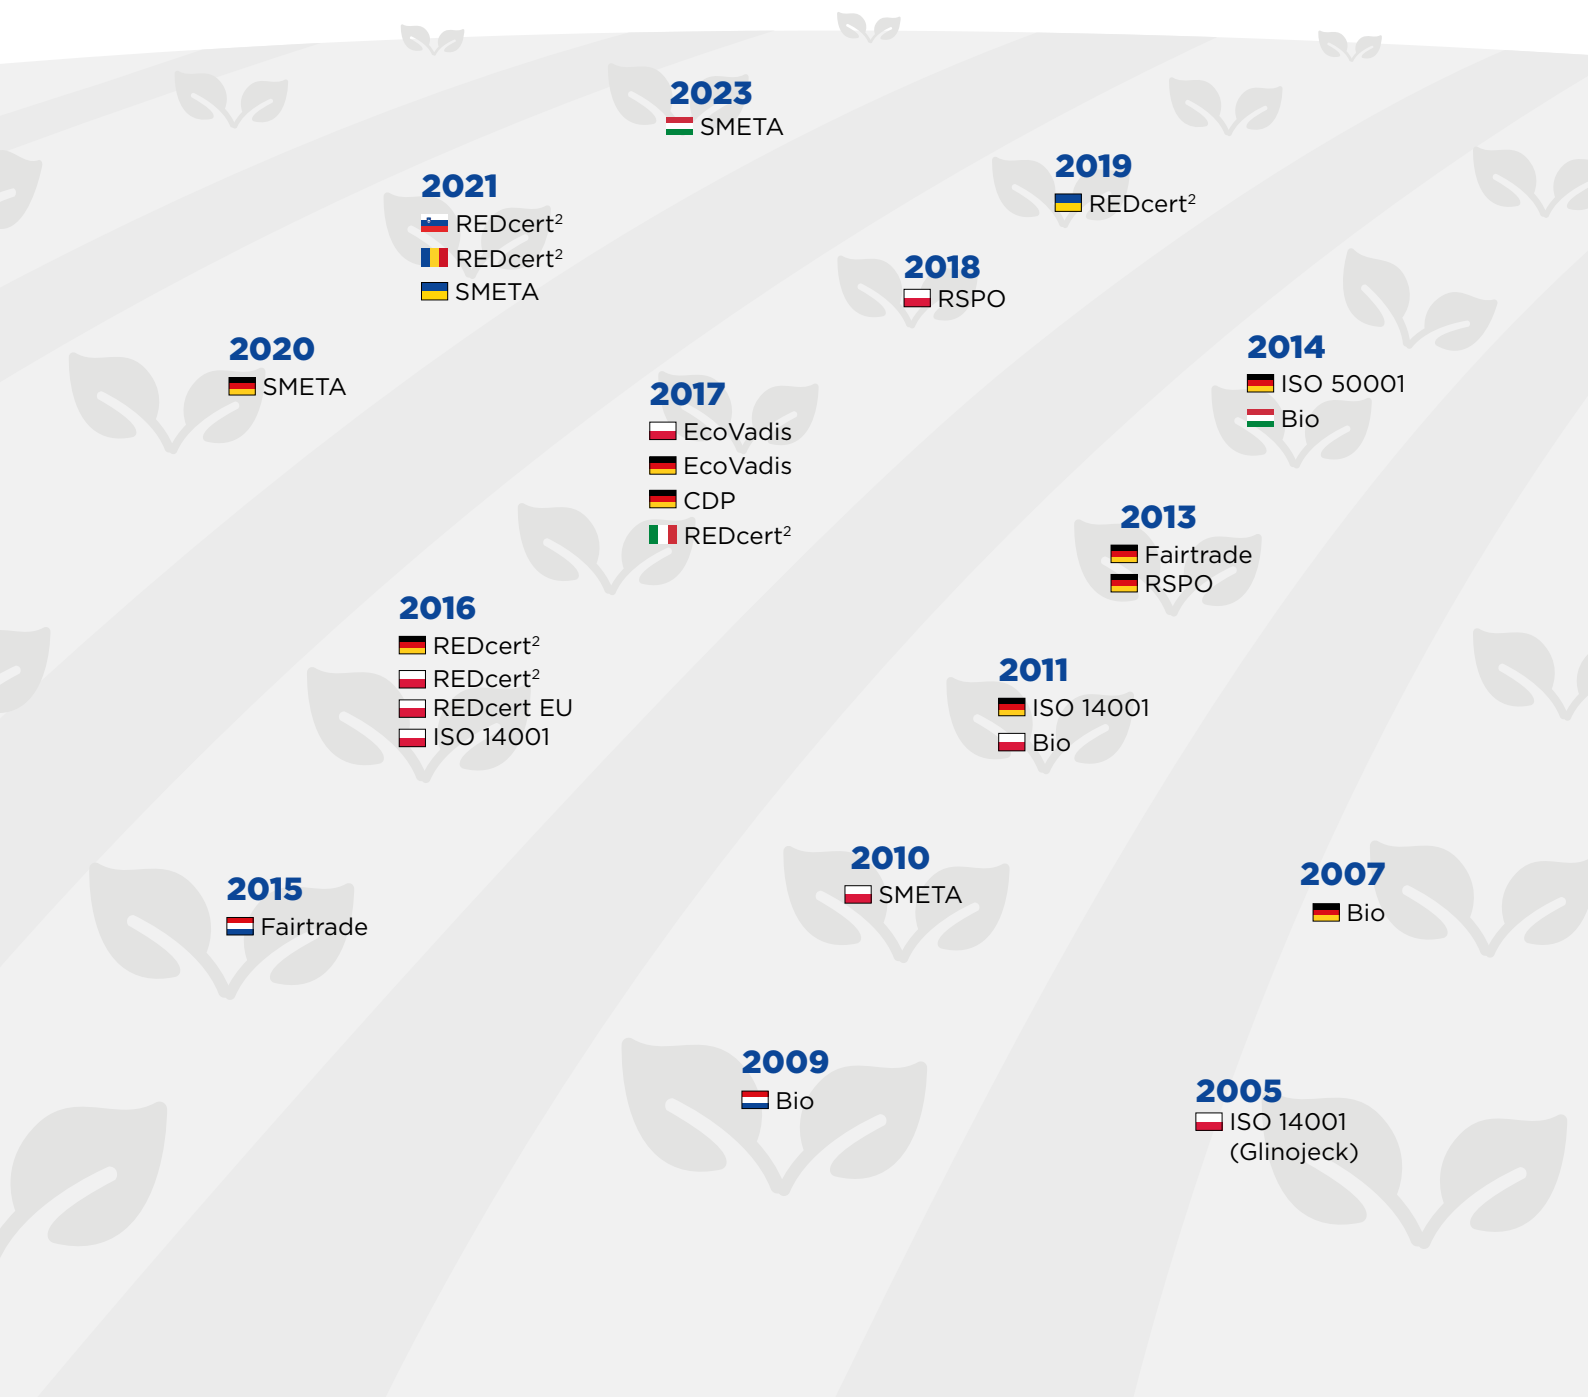 2023
SMETA
2021
REDcert²
REDcert²
SMETA
2019
REDcert²
2018
RSPO
2020
SMETA
2017
EcoVadis
EcoVadis
CDP
REDcert²
2014
ISO 50001
Bio
2013
Fairtrade
RSPO
2016
REDcert²
REDcert²
REDcert EU
ISO 14001
2011
ISO 14001
Bio
2015
Fairtrade
2010
SMETA
2007
Bio
2009
Bio
2005
ISO 14001
(Glinojeck)